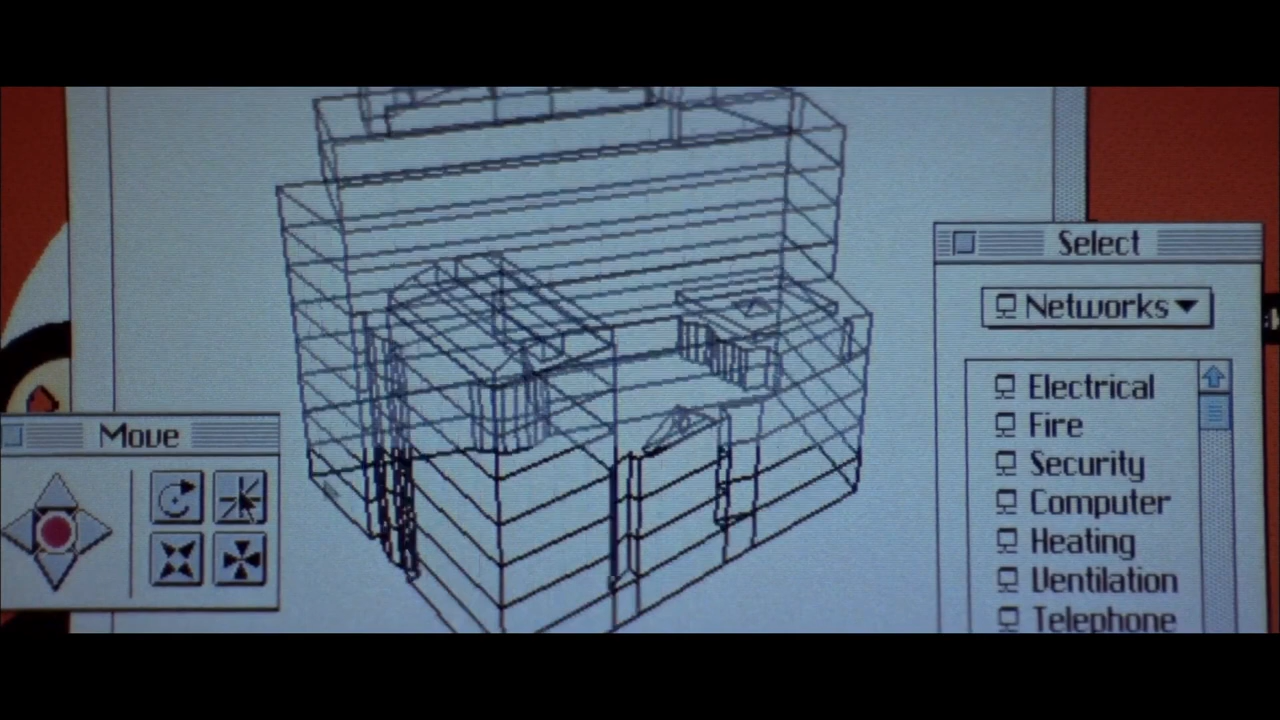 Select
Networks
Electrical
Fire
Move
Security
Computer
Heating
Ventilation
Telephone